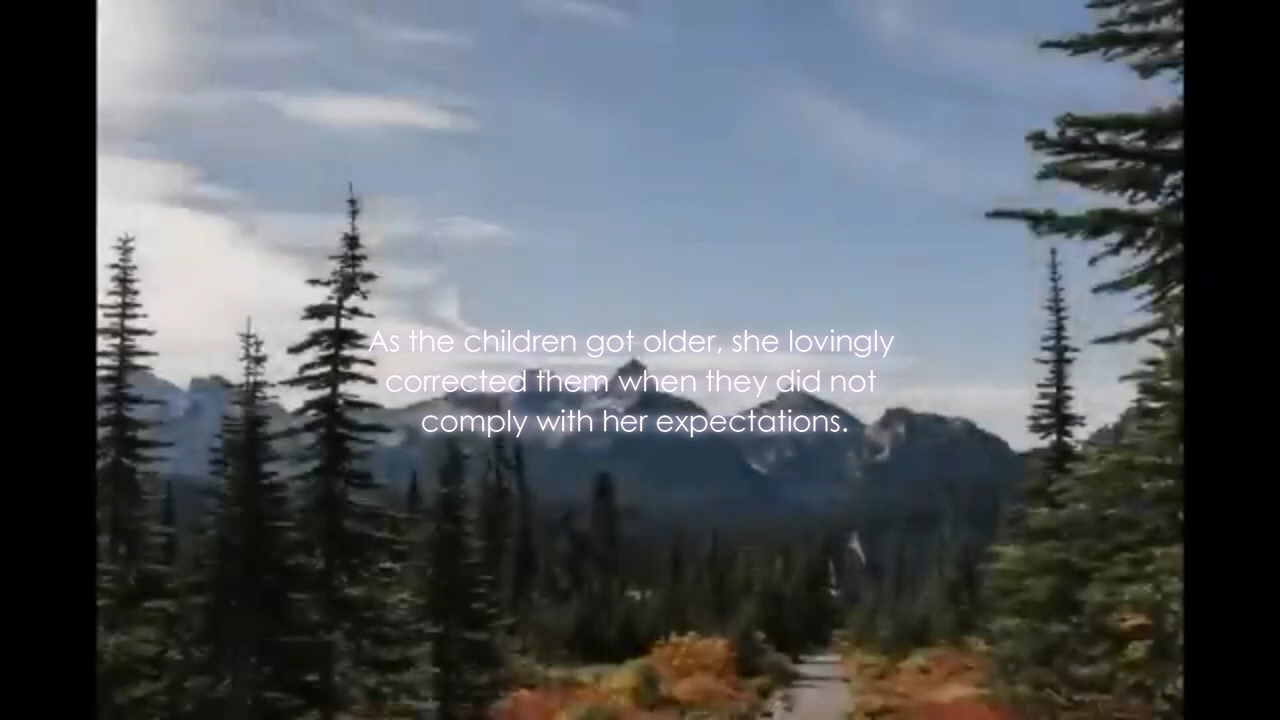 As the children got older, she lovingly
corrected them when they did not
comply with her expectations.